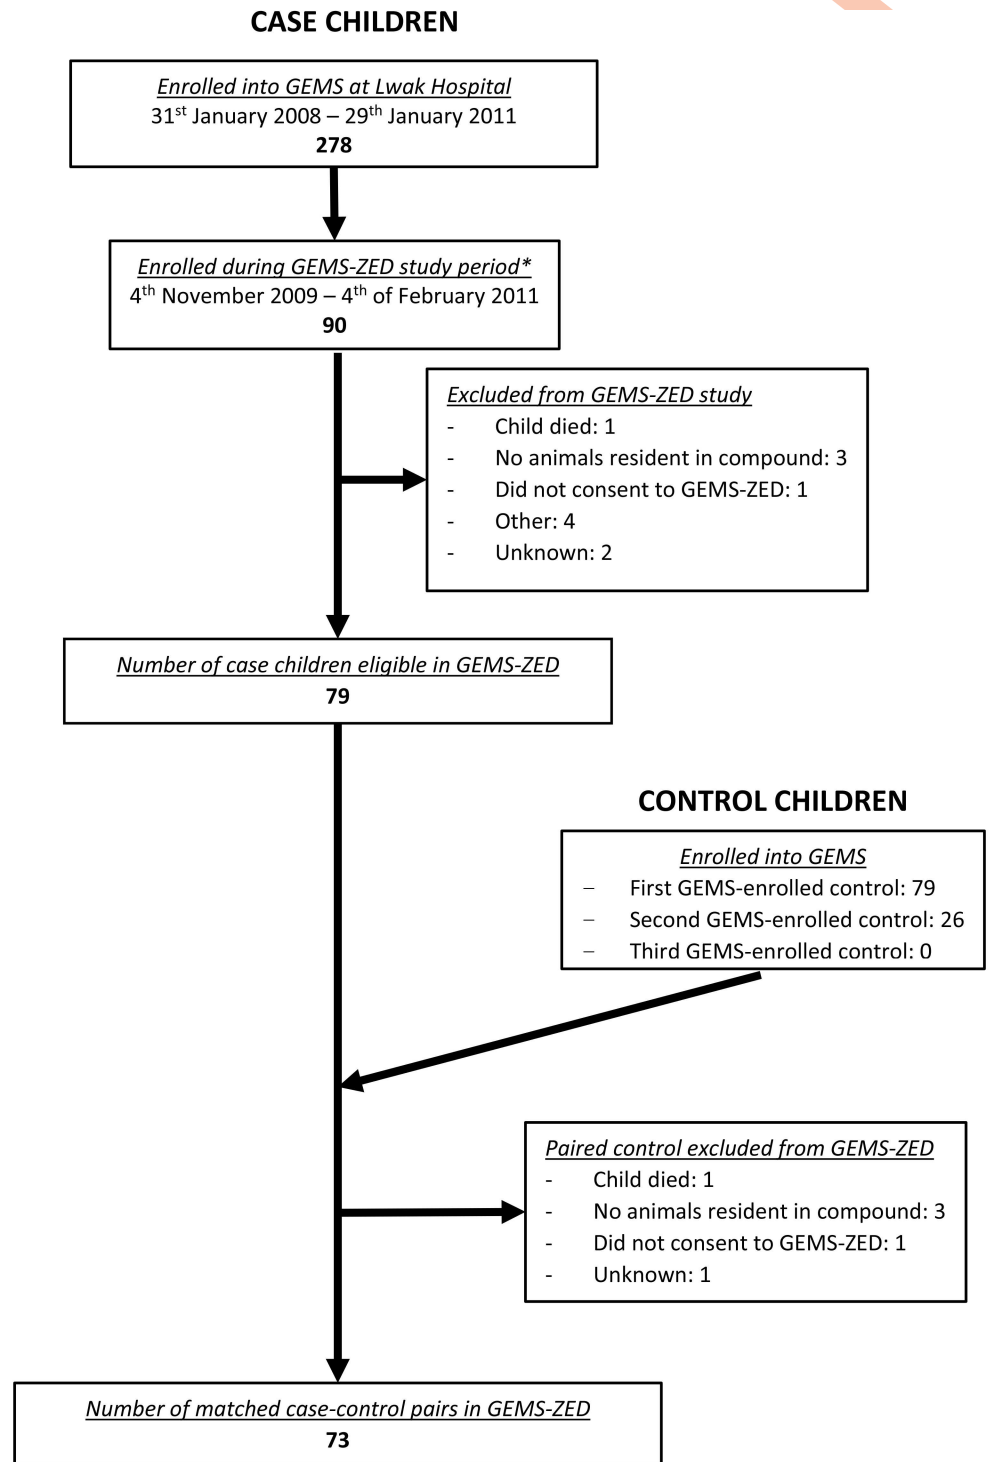 CASE CHILDREN
Enrolled into GEMS at Lwak Hospital
31st January 2008 – 29th January 2011
278
Enrolled during GEMS-ZED study period*
4th November 2009 – 4th of February 2011
90
Excluded from GEMS-ZED study
- Child died: 1
- No animals resident in compound: 3
- Did not consent to GEMS-ZED: 1
- Other: 4
- Unknown: 2
Number of case children eligible in GEMS-ZED
79
CONTROL CHILDREN
Enrolled into GEMS
– First GEMS-enrolled control: 79
– Second GEMS-enrolled control: 26
– Third GEMS-enrolled control: 0
Paired control excluded from GEMS-ZED
- Child died: 1
- No animals resident in compound: 3
- Did not consent to GEMS-ZED: 1
- Unknown: 1
Number of matched case-control pairs in GEMS-ZED
73